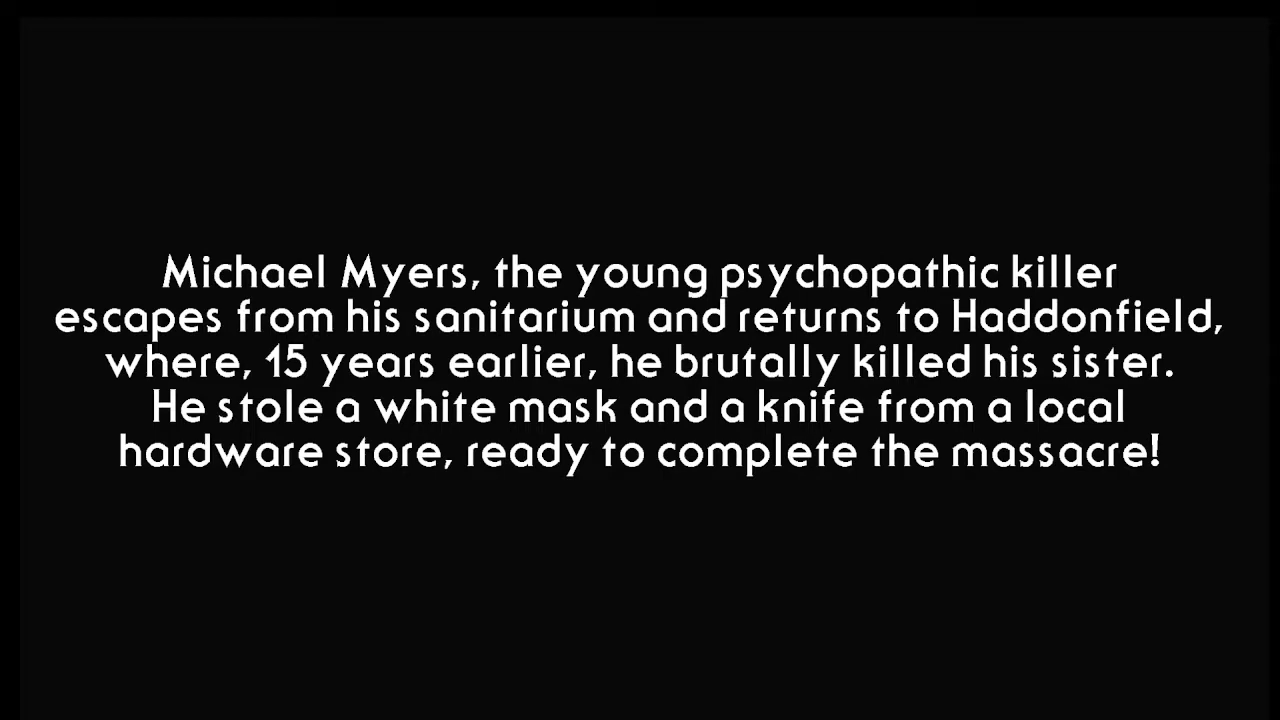 Michael Myers, the young psychopathic killer
escapes from his sanitarium and returns to Haddonfield,
where, 15 years earlier, he brutally killed his sister.
He stole a white mask and a knife from a local
hardware store, ready to complete the massacre!